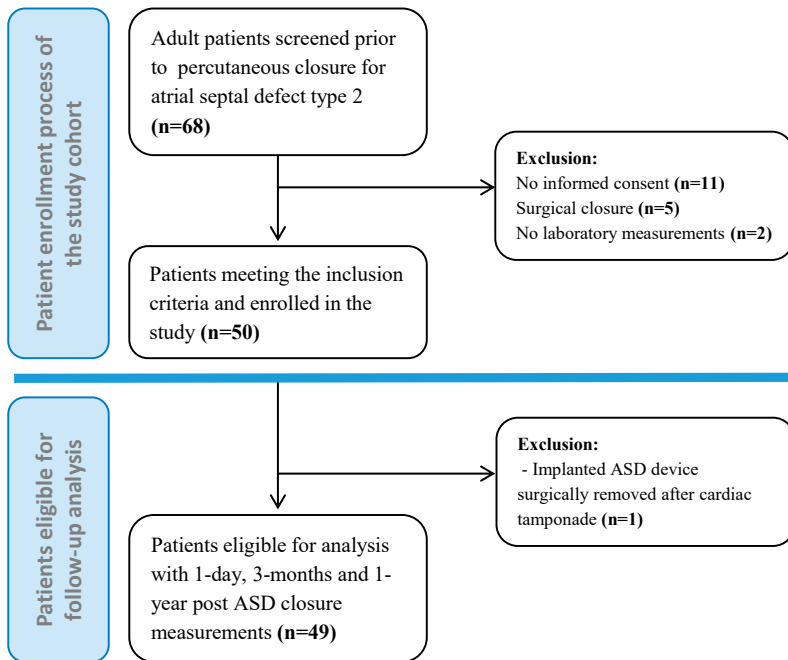 Patient enrollment process of
the study cohort
Adult patients screened prior
to percutaneous closure for
atrial septal defect type 2
(n=68)
Exclusion:
No informed consent (n=11)
Surgical closure (n=5)
No laboratory measurements (n=2)
Patients meeting the inclusion
criteria and enrolled in the
study (n=50)
Patients eligible for
follow-up analysis
Exclusion:
- Implanted ASD device
surgically removed after cardiac
tamponade (n=1)
Patients eligible for analysis
with 1-day, 3-months and 1-
year post ASD closure
measurements (n=49)